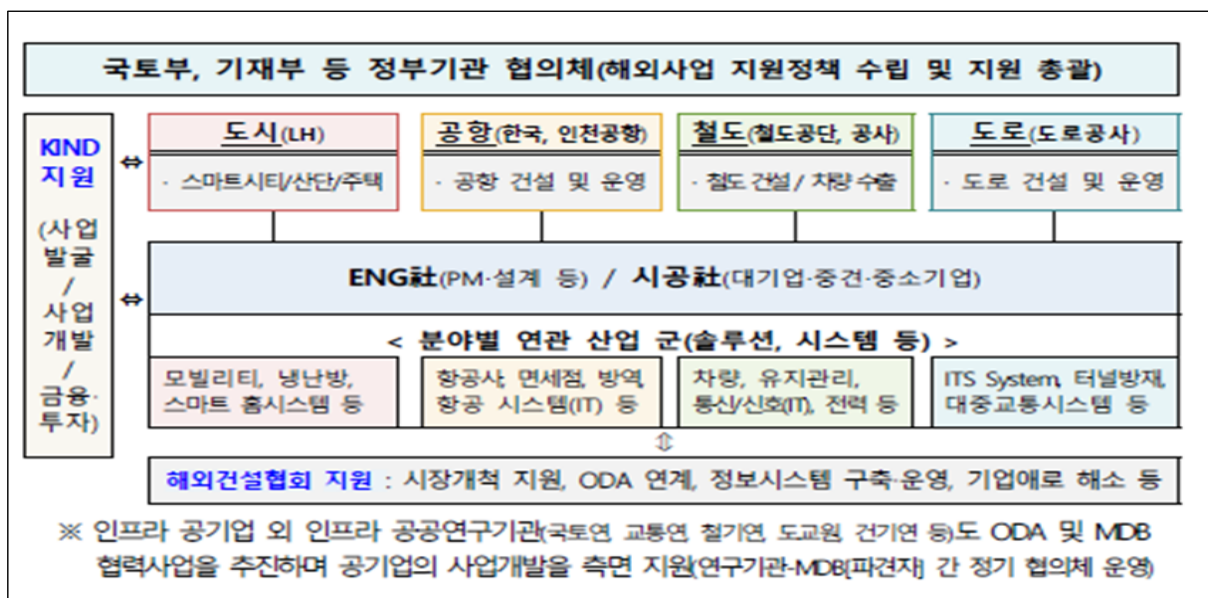 국토부, 기재부 등 정부기관 협의체(해외사업 지원정책 수립 및 지원 총괄)
KIND
지원
(사업
발굴
/
사업
개발
/
금융·
투자)
⇔
⇔
도시(LH)
· 스마트시티/산단/주택
공항(한국, 인천공항)
· 공항 건설 및 운영
철도(철도공단, 공사)
· 철도 건설 / 차량 수출
도로(도로공사)
· 도로 건설 및 운영
ENG社(PM·설계 등) / 시공社(대기업·중견·중소기업)
< 분야별 연관 산업 군(솔루션, 시스템 등) >
모빌리티, 냉난방,
스마트 홈시스템 등
항공사, 면세점, 방역,
항공 시스템(IT) 등
차량, 유지관리,
통신/신호(IT), 전력 등
ITS System, 터널방재,
대중교통시스템 등
⇕
해외건설협회 지원 : 시장개척 지원, ODA 연계, 정보시스템 구축·운영, 기업애로 해소 등
※ 인프라 공기업 외 인프라 공공연구기관(국토연, 교통연, 철기연, 도교원, 건기연 등)도 ODA 및 MDB
협력사업을 추진하며 공기업의 사업개발을 측면 지원(연구기관-MDB[파견자] 간 정기 협의체 운영)